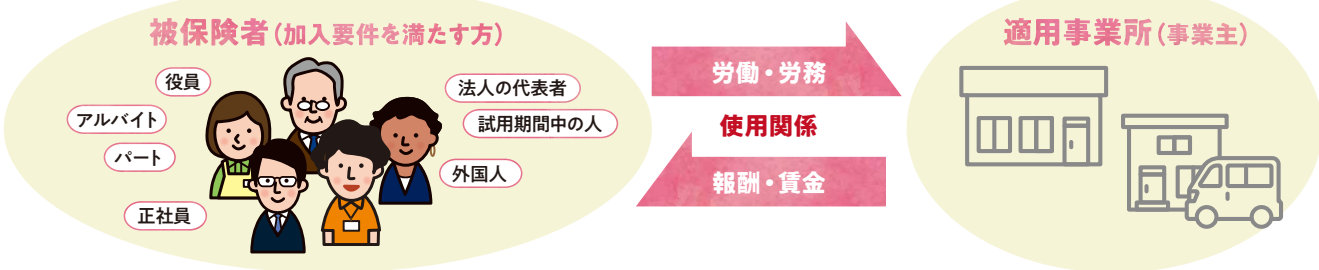 被保険者(加入要件を満たす方)
役員
アルバイト
パート
正社員
法人の代表者
試用期間中の人
外国人
労働・労務
使用関係
報酬・賃金
適用事業所(事業主)